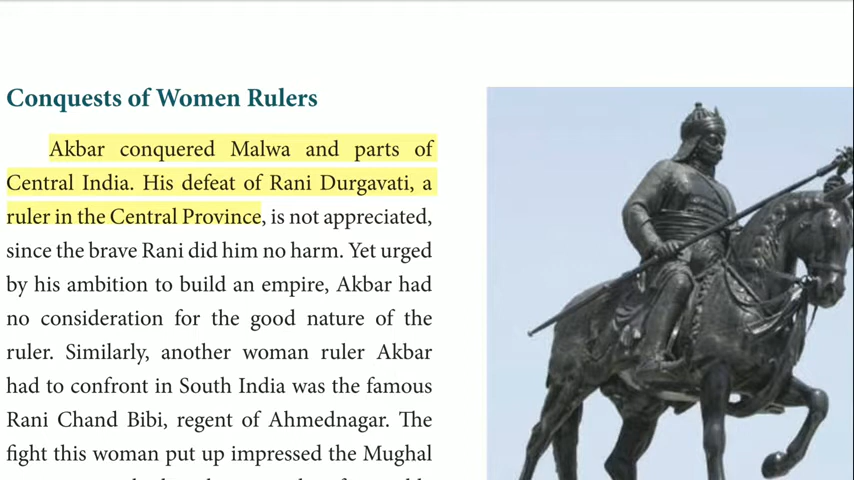 Conquests of Women Rulers
Akbar conquered Malwa and parts of
Central India. His defeat of Rani Durgavati, a
ruler in the Central Province, is not appreciated,
since the brave Rani did him no harm. Yet urged
by his ambition to build an empire, Akbar had
no consideration for the good nature of the
ruler. Similarly, another woman ruler Akbar
had to confront in South India was the famous
Rani Chand Bibi, regent of Ahmednagar. The
fight this woman put up impressed the Mughal